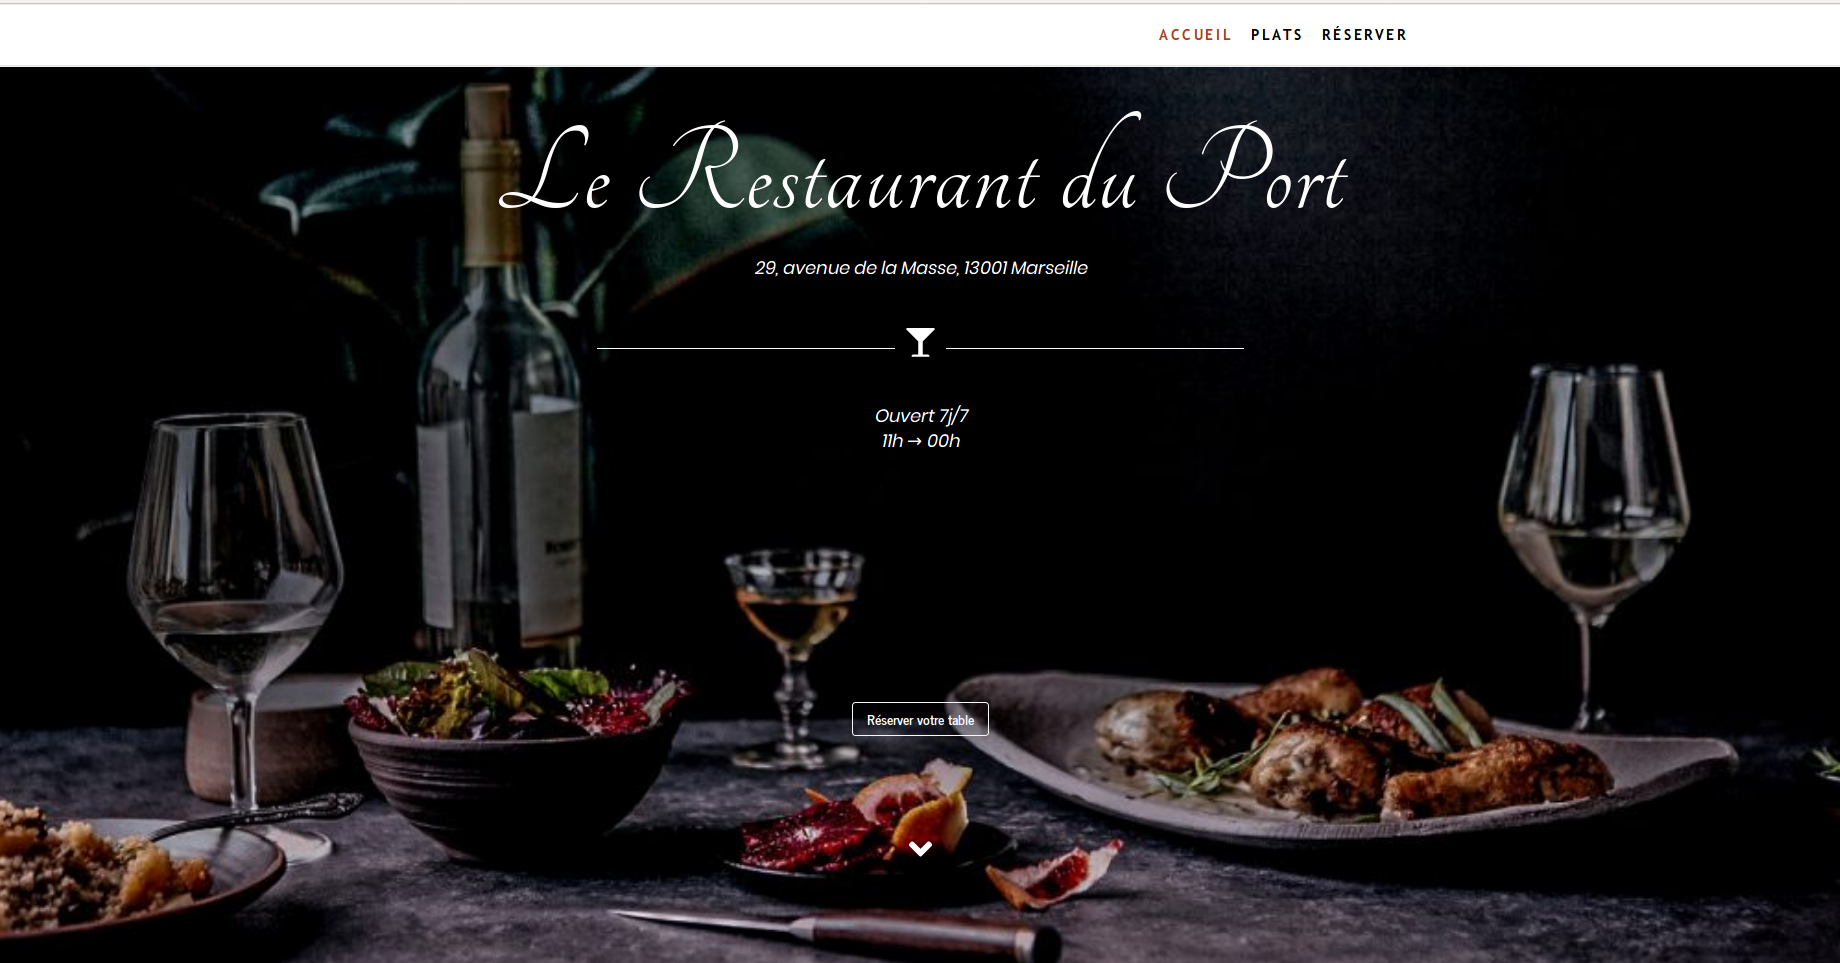 ACCUEIL PLATS RÉSERVER
Le Restaurant du Port
29, avenue de la Masse, 13001 Marseille
Ouvert 7j/7
11h → 00h
Réserver votre table